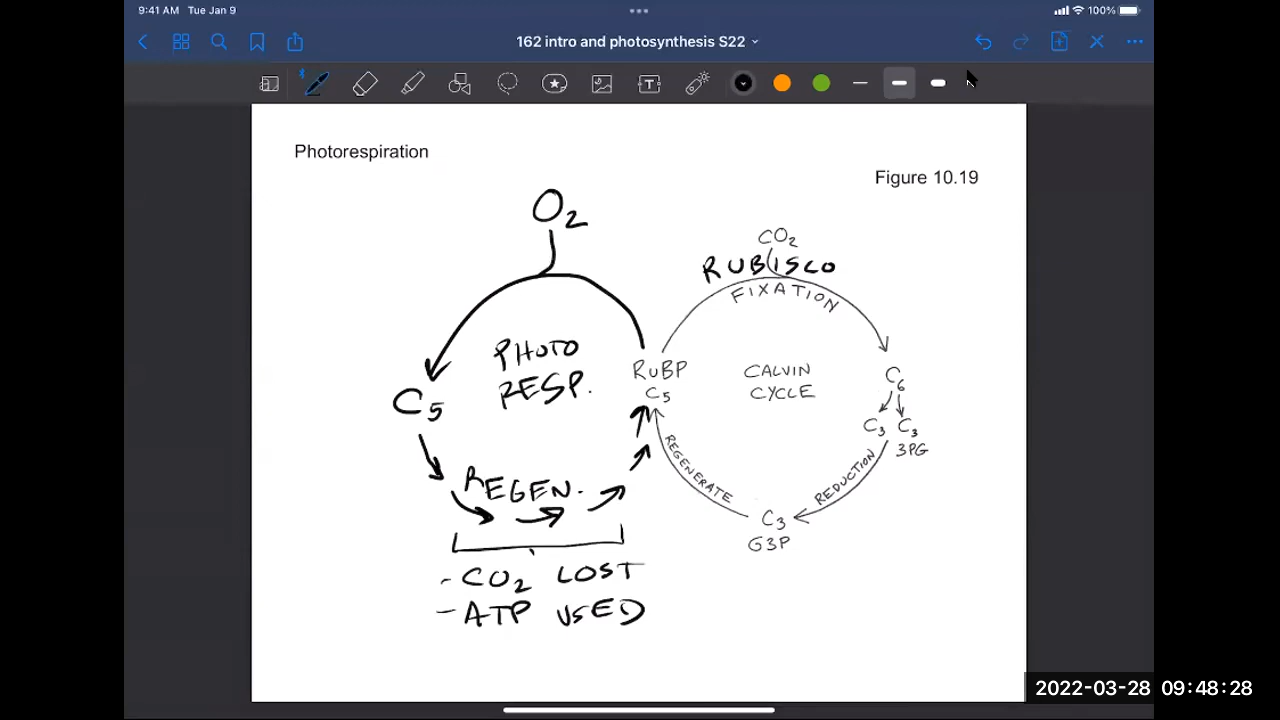 9:41 AM Tue Jan 9
100%
162 intro and photosynthesis S22
T
Photorespiration
Figure 10.19
O2
CO2
RUBISCO
FIXATION
PHOTO
RESP.
RuBP
C5
CALVIN
CYCLE
C6
C5
C3 C3
3PG
REGEN.
REGENERATE
REDUCTION
C3
G3P
- CO2 LOST
- ATP USED
2022-03-28 09:48:28